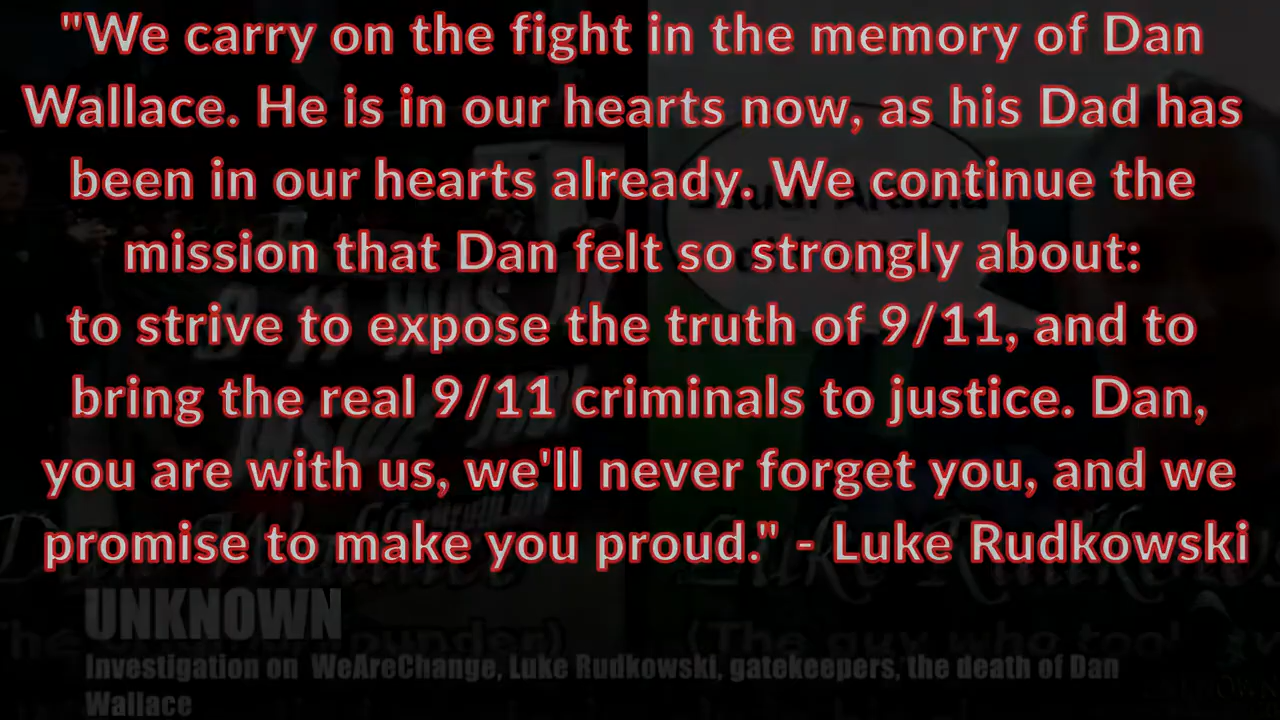 "We carry on the fight in the memory of Dan
Wallace. He is in our hearts now, as his Dad has
been in our hearts already. We continue the
mission that Dan felt so strongly about:
to strive to expose the truth of 9/11, and to
bring the real 9/11 criminals to justice. Dan,
you are with us, we'll never forget you, and we
promise to make you proud." - Luke Rudkowski
UNKNOWN
Investigation on WeAreChange, Luke Rudkowski, gatekeepers, the death of Dan
Wallace
(The guy who